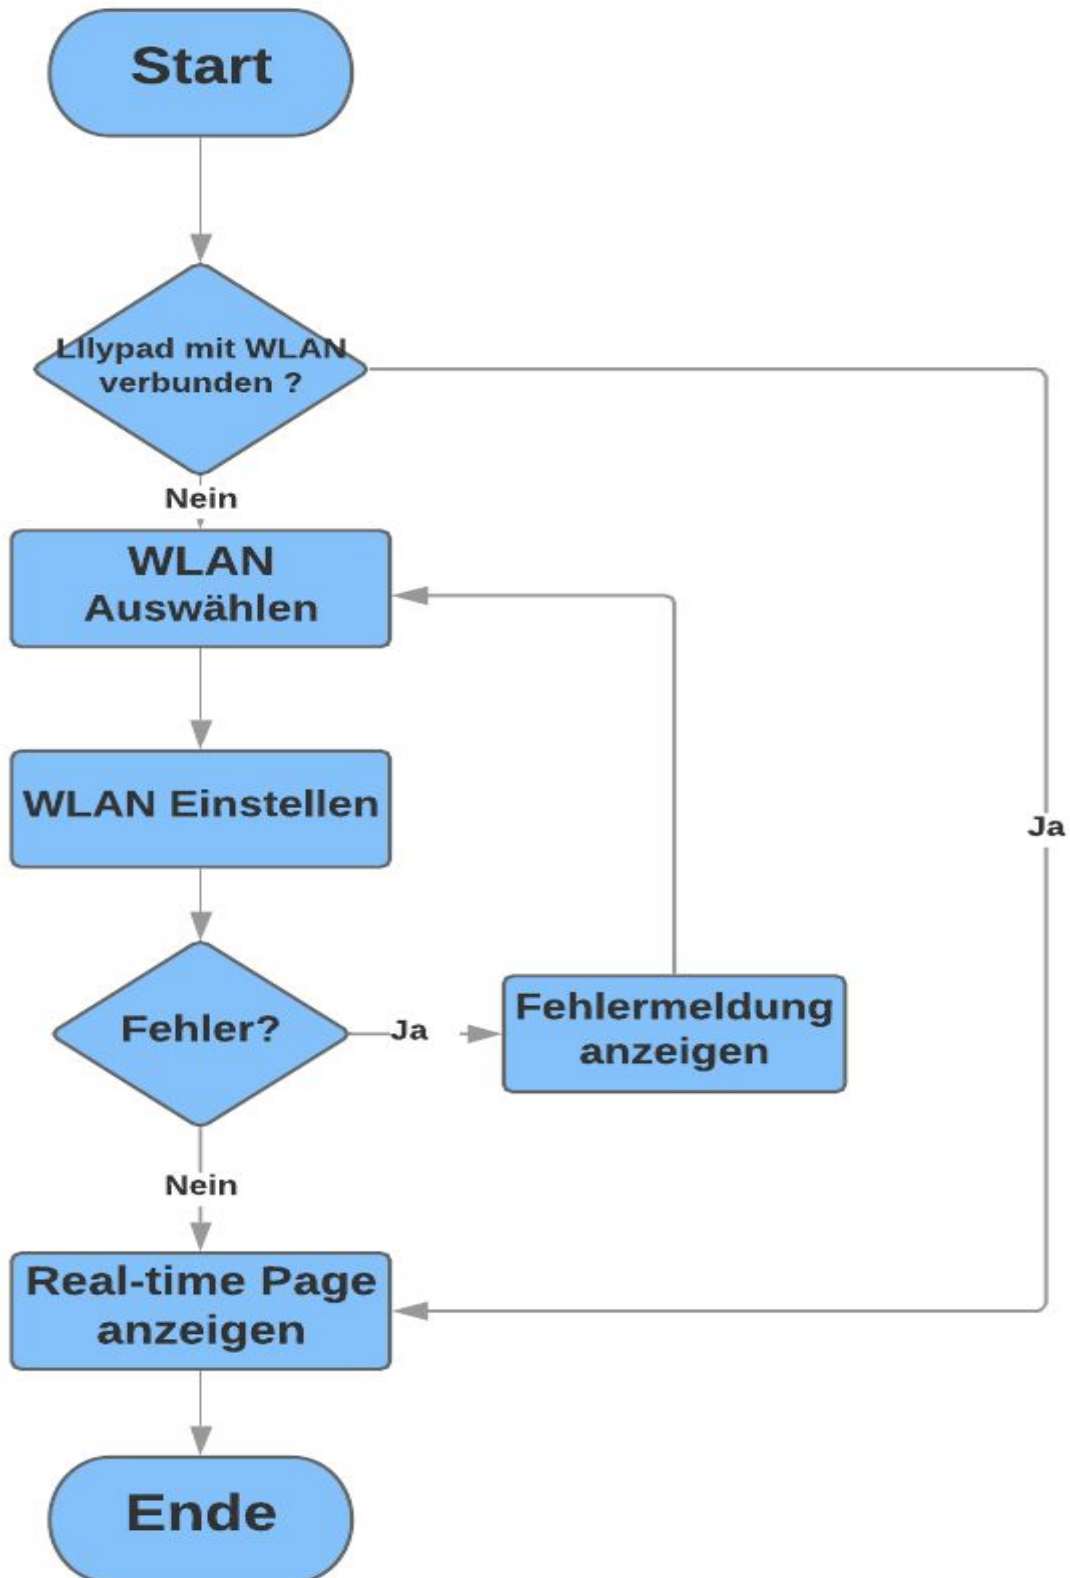 Start
LIlypad mit WLAN
verbunden ?
Nein
WLAN
Auswählen
WLAN Einstellen
Ja
Fehler?
Ja
Fehlermeldung
anzeigen
Nein
Real-time Page
anzeigen
Ende